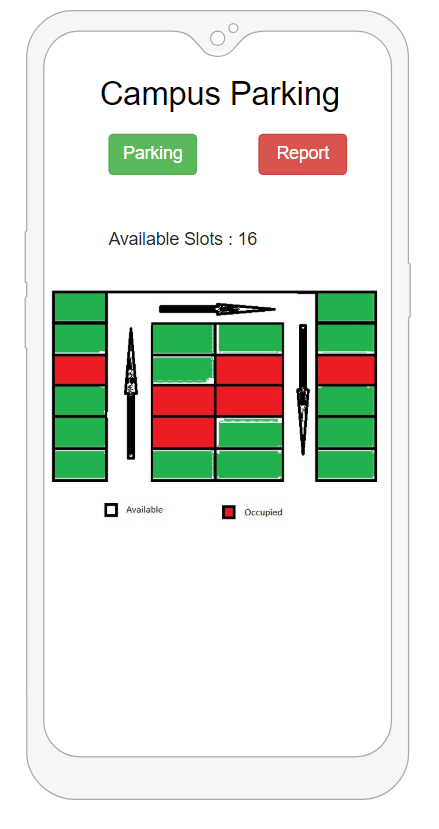 Campus Parking
Parking Report
Available Slots : 16
Available Occupied